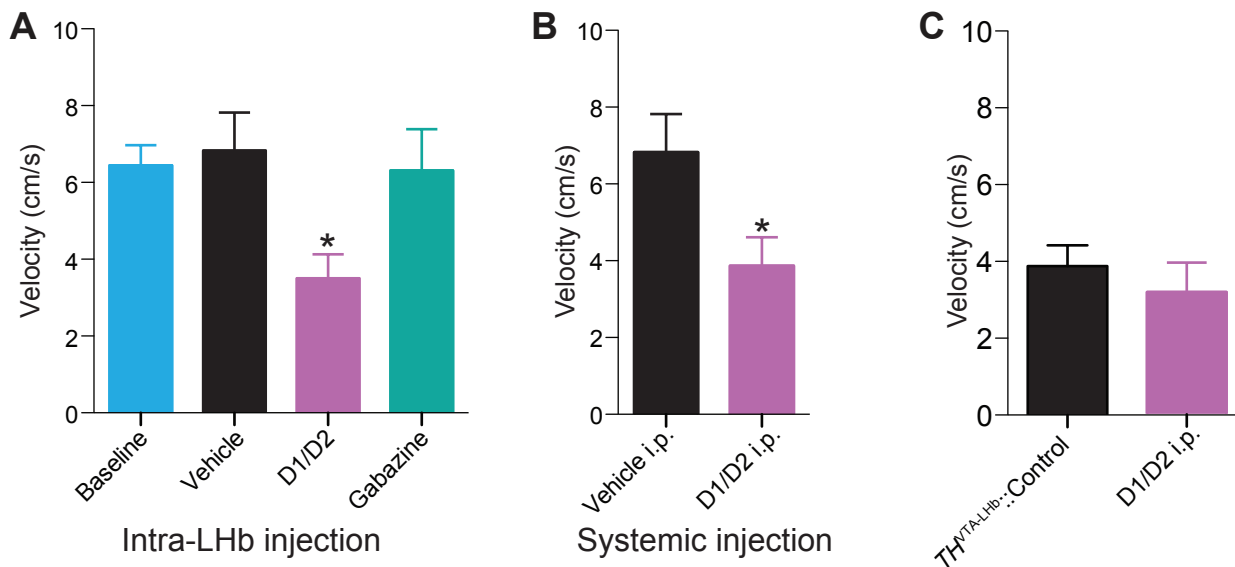 A
Velocity (cm/s)
10
8
6
4
2
0
*
Baseline
Vehicle
D1/D2
Gabazine
Intra-LHb injection
B
Velocity (cm/s)
10
8
6
4
2
0
*
Vehicle i.p.
D1/D2 i.p.
Systemic injection
C
Velocity (cm/s)
10
8
6
4
2
0
TH^VTA-LHb::Control
D1/D2 i.p.